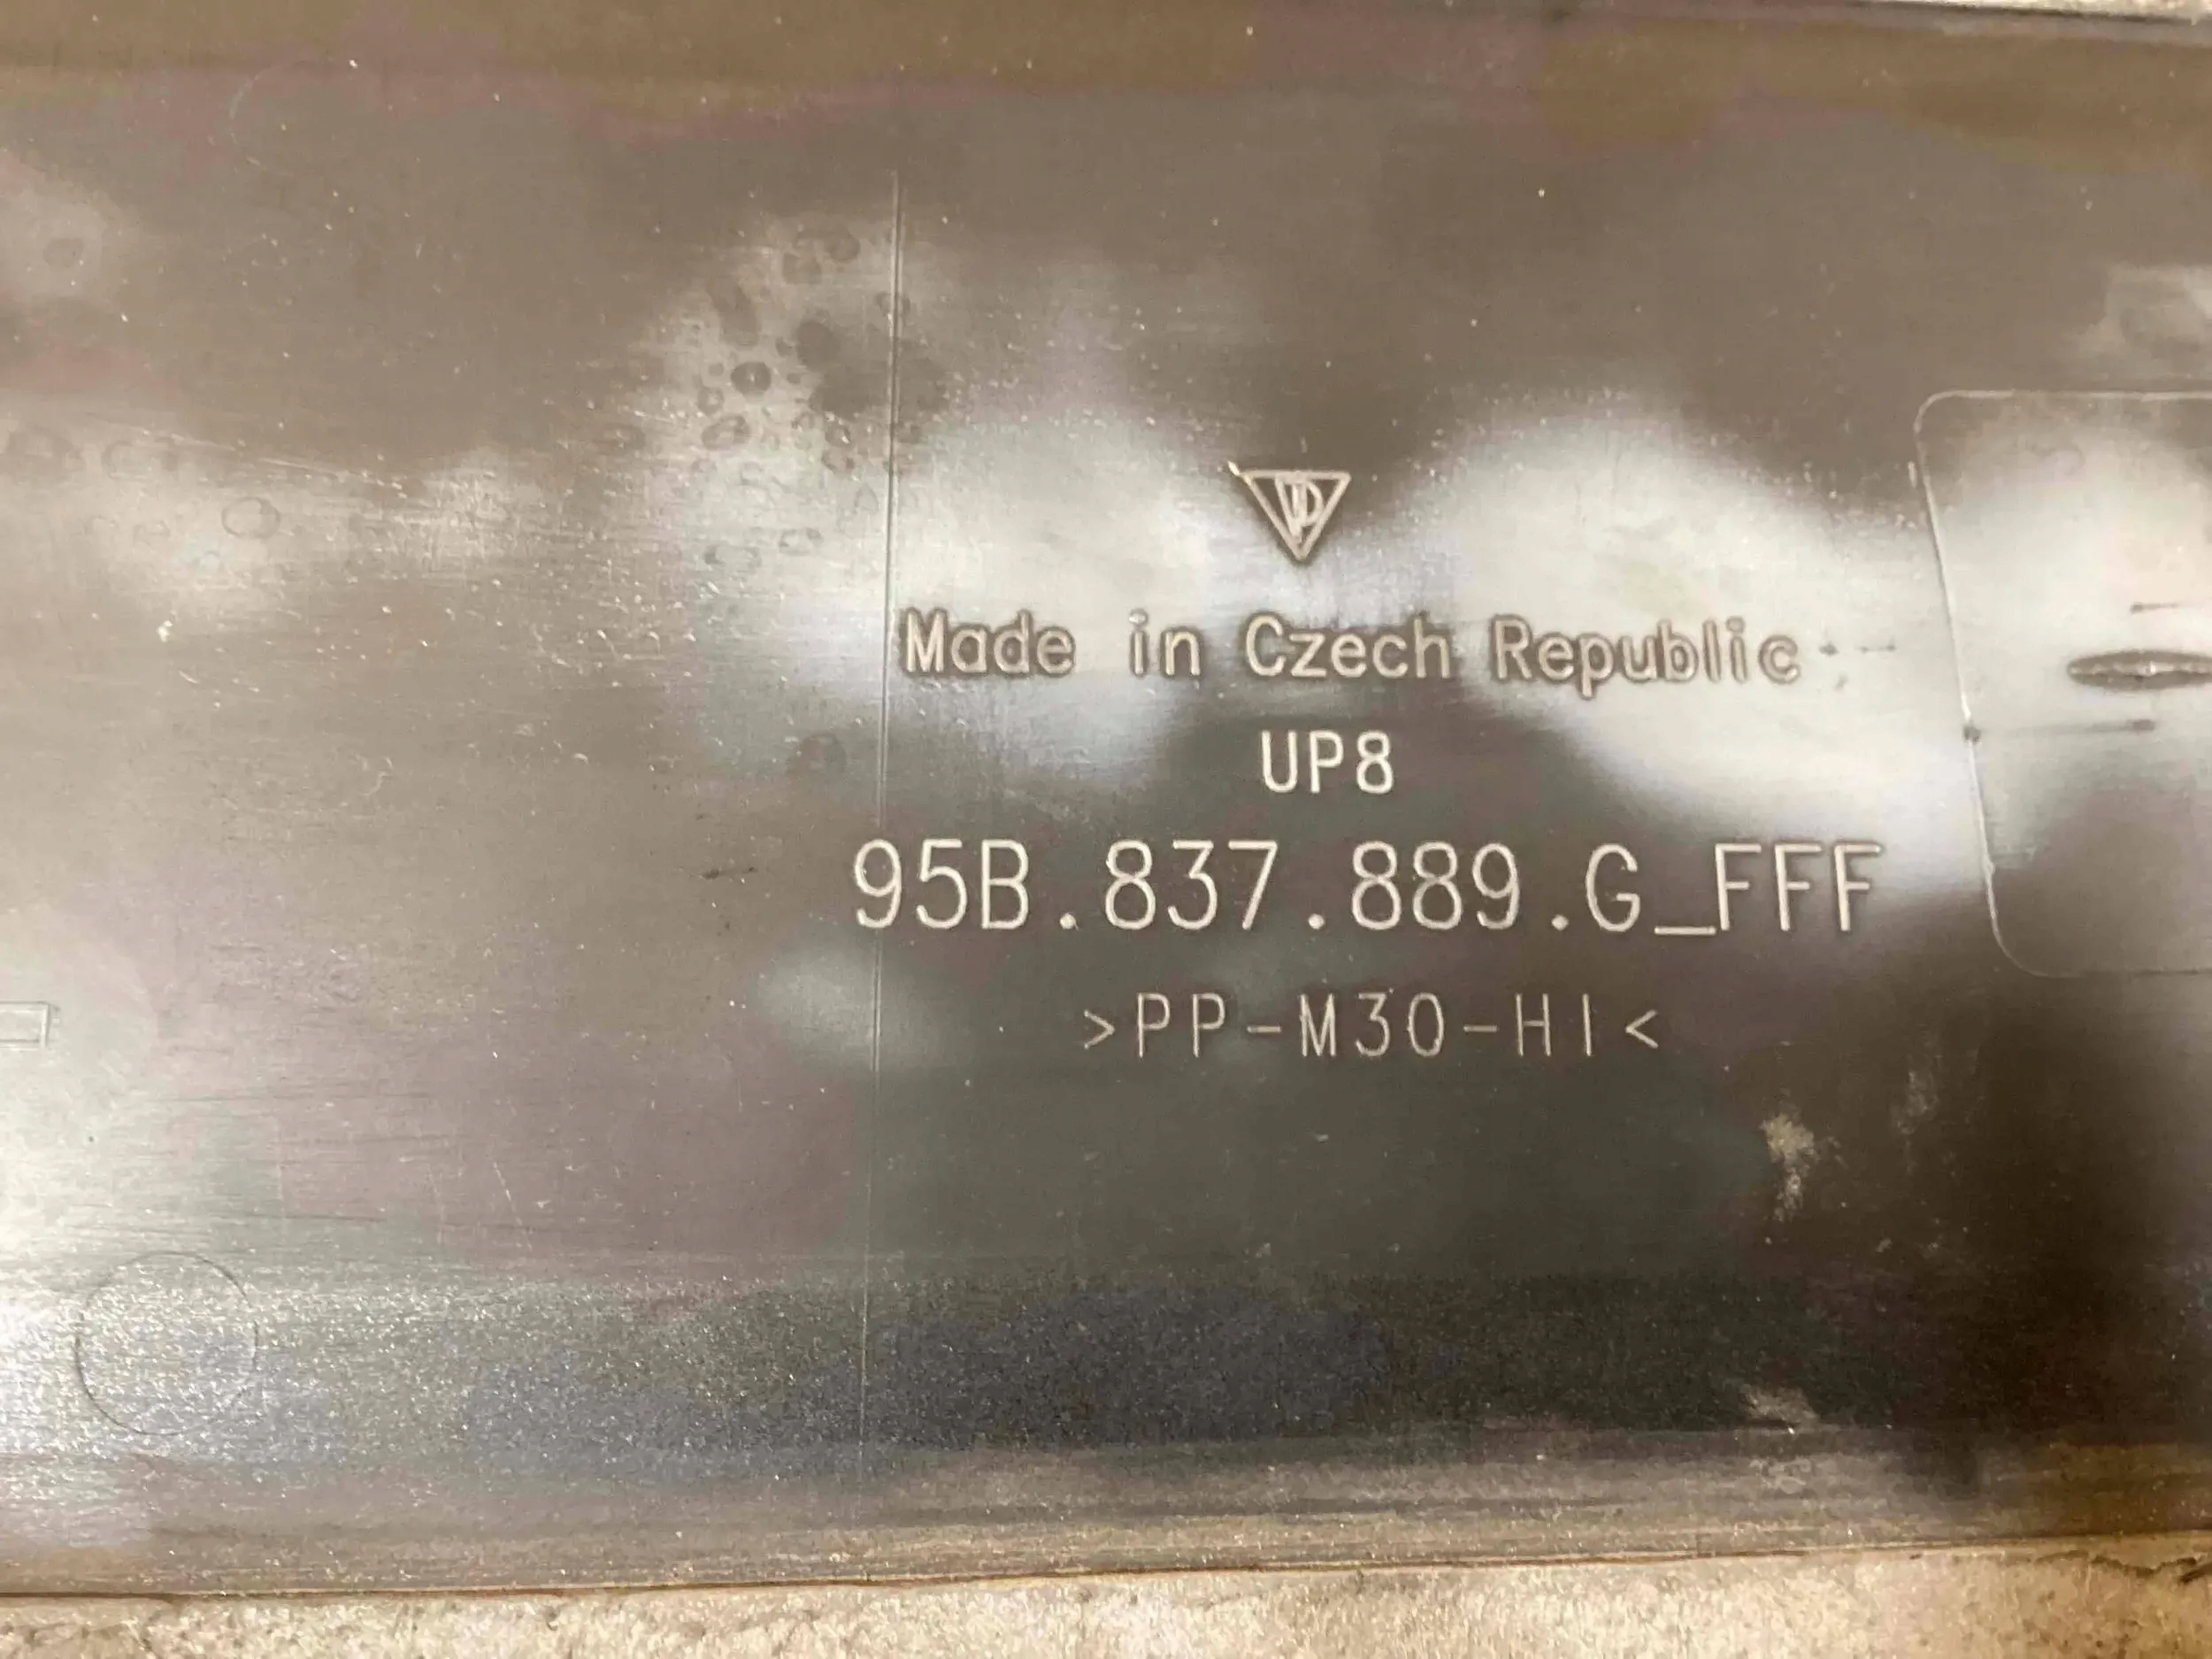 Made in Czech Republic
UP8
95B.837.889.G_FFF
>PP-M30-HI<